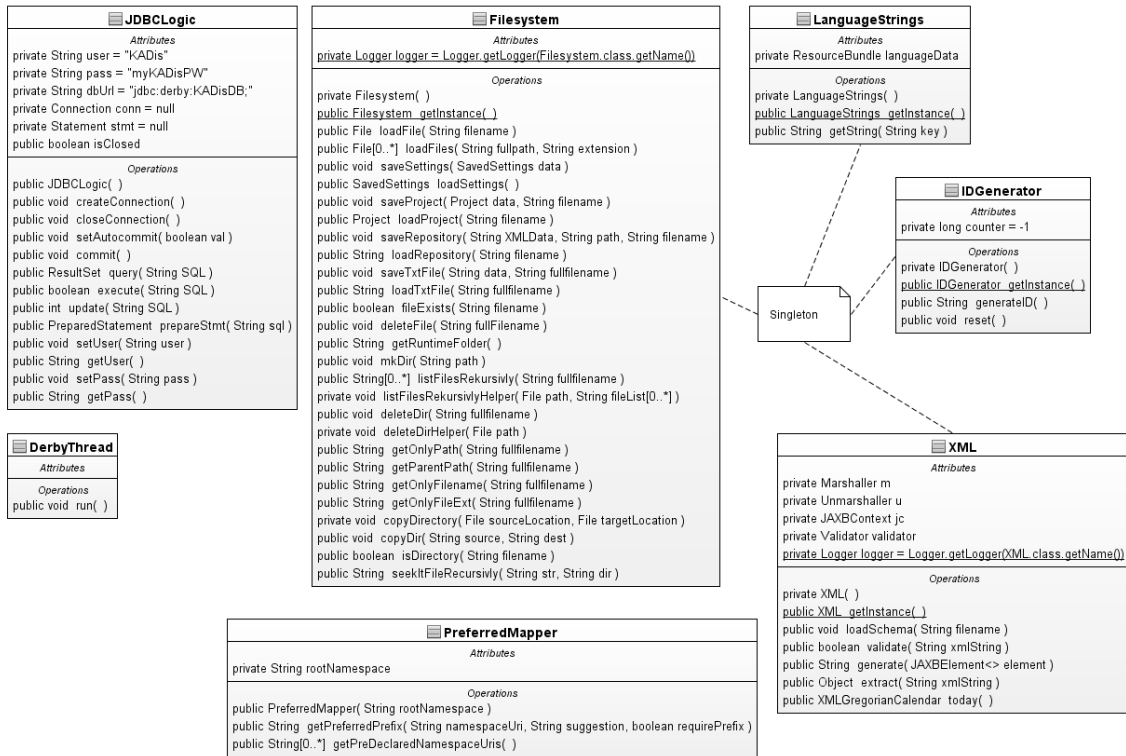 JDBCLogic
Attributes
private String user = "KADis"
private String pass = "myKADisPW"
private String dbUrl = "jdbc:derby:KADisDB;"
private Connection conn = null
private Statement stmt = null
public boolean isClosed
Operations
public JDBCLogic( )
public void createConnection( )
public void closeConnection( )
public void setAutocommit( boolean val )
public void commit( )
public ResultSet query( String SQL )
public boolean execute( String SQL )
public int update( String SQL )
public PreparedStatement prepareStmt( String sql )
public void setUser( String user )
public String getUser( )
public void setPass( String pass )
public String getPass( )
DerbyThread
Attributes
Operations
public void run( )
Filesystem
Attributes
private Logger logger = Logger.getLogger(Filesystem.class.getName())
Operations
private Filesystem( )
public Filesystem getInstance( )
public File loadFile( String filename )
public File[0..*] loadFiles( String fullpath, String extension )
public void saveSettings( SavedSettings data )
public SavedSettings loadSettings( )
public void saveProject( Project data, String filename )
public Project loadProject( String filename )
public void saveRepository( String XMLData, String path, String filename )
public String loadRepository( String filename )
public void saveTxtFile( String data, String fullfilename )
public String loadTxtFile( String fullfilename )
public boolean fileExists( String filename )
public void deleteFile( String fullFilename )
public String getRuntimeFolder( )
public void mkDir( String path )
public String[0..*] listFilesRekursivly( String fullfilename )
private void listFilesRekursivlyHelper( File path, String fileList[0..*] )
public void deleteDir( String fullfilename )
private void deleteDirHelper( File path )
public String getOnlyPath( String fullfilename )
public String getParentPath( String fullfilename )
public String getOnlyFilename( String fullfilename )
public String getOnlyFileExt( String fullfilename )
private void copyDirectory( File sourceLocation, File targetLocation )
public void copyDir( String source, String dest )
public boolean isDirectory( String filename )
public String seekItFileRecursivly( String str, String dir )
LanguageStrings
Attributes
private ResourceBundle languageData
Operations
private LanguageStrings( )
public LanguageStrings getInstance( )
public String getString( String key )
IDGenerator
Attributes
private long counter = -1
Operations
private IDGenerator( )
public IDGenerator getInstance( )
public String generateID( )
public void reset( )
Singleton
XML
Attributes
private Marshaller m
private Unmarshaller u
private JAXBContext jc
private Validator validator
private Logger logger = Logger.getLogger(XML.class.getName())
Operations
private XML( )
public XML getInstance( )
public void loadSchema( String filename )
public boolean validate( String xmlString )
public String generate( JAXBElement<> element )
public Object extract( String xmlString )
public XMLGregorianCalendar today( )
PreferredMapper
Attributes
private String rootNamespace
Operations
public PreferredMapper( String rootNamespace )
public String getPreferredPrefix( String namespaceUri, String suggestion, boolean requirePrefix )
public String[0..*] getPreDeclaredNamespaceUris( )